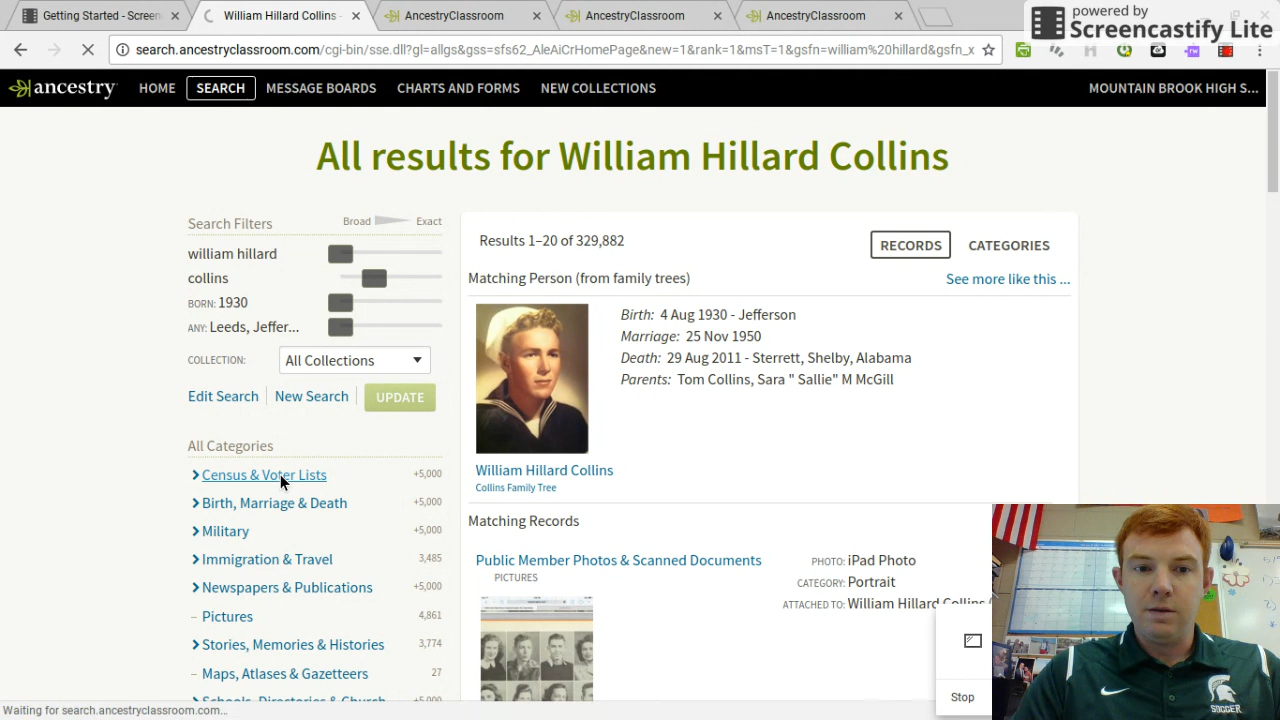 Getting Started - Screen
William Hillard Collins -
AncestryClassroom
AncestryClassroom
AncestryClassroom
powered by
Screencastify Lite
search.ancestryclassroom.com/cgi-bin/sse.dll?gl=allgs&gss=sfs62_AleAiCrHomePage&new=1&rank=1&msT=1&gsfn=william%20hillard&gsfn_x
ancestry HOME SEARCH MESSAGE BOARDS CHARTS AND FORMS NEW COLLECTIONS MOUNTAIN BROOK HIGH S...
All results for William Hillard Collins
Search Filters Broad Exact
william hillard
collins
BORN: 1930
ANY: Leeds, Jeffer...
COLLECTION: All Collections
Edit Search New Search UPDATE
All Categories
Census & Voter Lists +5,000
Birth, Marriage & Death +5,000
Military +5,000
Immigration & Travel 3,485
Newspapers & Publications +5,000
Pictures 4,861
Stories, Memories & Histories 3,774
Maps, Atlases & Gazetteers 27
Schools, Directories & Church +5,000
Results 1–20 of 329,882 RECORDS CATEGORIES
Matching Person (from family trees) See more like this ...
Birth: 4 Aug 1930 - Jefferson
Marriage: 25 Nov 1950
Death: 29 Aug 2011 - Sterrett, Shelby, Alabama
Parents: Tom Collins, Sara " Sallie" M McGill
William Hillard Collins
Collins Family Tree
Matching Records
Public Member Photos & Scanned Documents
PICTURES
PHOTO: iPad Photo
CATEGORY: Portrait
ATTACHED TO: William Hillard Collins (
Stop
SOCCER
Waiting for search.ancestryclassroom.com...